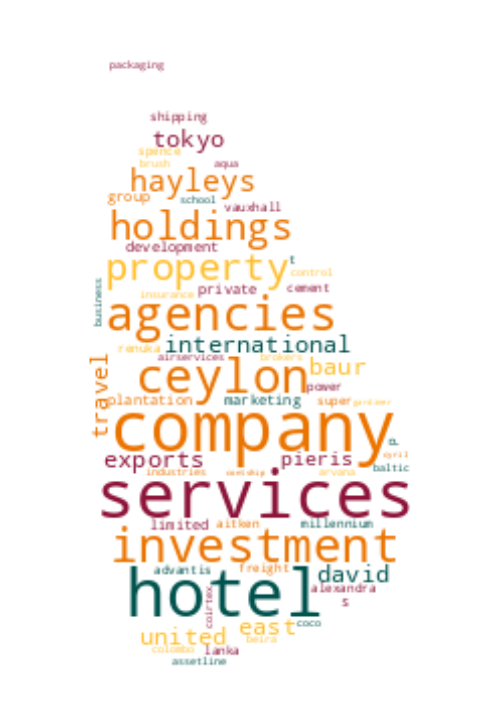 packaging
shipping
tokyo
spence
brush aqua
hayleys
group school
vauxhall
holdings
development
property t
control
business insurance private cement
agencies
international
renuka
airservices brokers
travel ceylon baur
power
plantation marketing super gardiner
company
a
exports pieris cyril
baltic
industries arvana
services
limited aitken millennium
investment
advantis freight david
hotel alexandra
s
coirtex
coco
united east
beira
colombo lanka
assetline